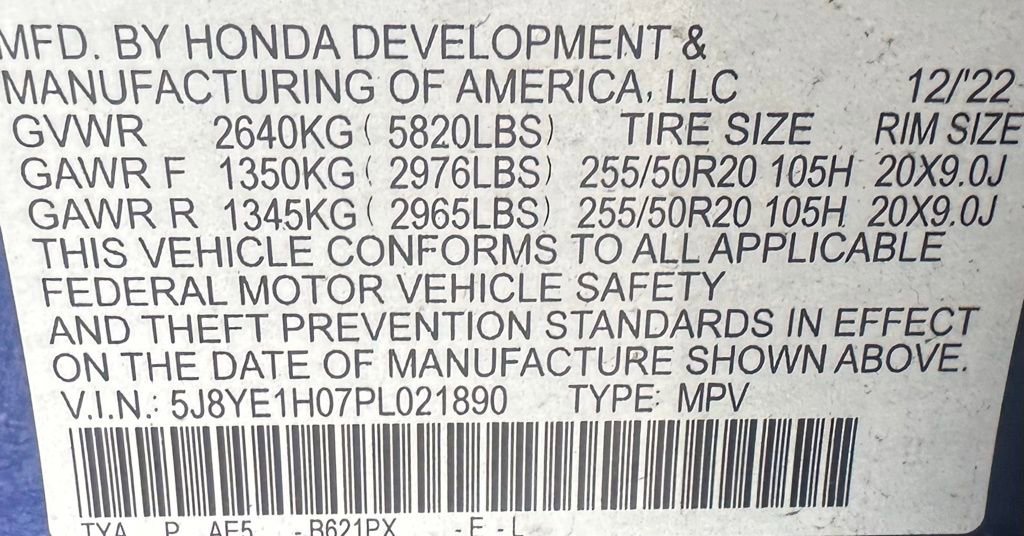 MFD. BY HONDA DEVELOPMENT &
MANUFACTURING OF AMERICA, LLC 12/'22
GVWR 2640KG ( 5820LBS) TIRE SIZE RIM SIZE
GAWR F 1350KG ( 2976LBS) 255/50R20 105H 20X9.0J
GAWR R 1345KG ( 2965LBS) 255/50R20 105H 20X9.0J
THIS VEHICLE CONFORMS TO ALL APPLICABLE
FEDERAL MOTOR VEHICLE SAFETY
AND THEFT PREVENTION STANDARDS IN EFFECT
ON THE DATE OF MANUFACTURE SHOWN ABOVE.
V.I.N.: 5J8YE1H07PL021890 TYPE: MPV
TYA P AE5 - B621PX - E - L